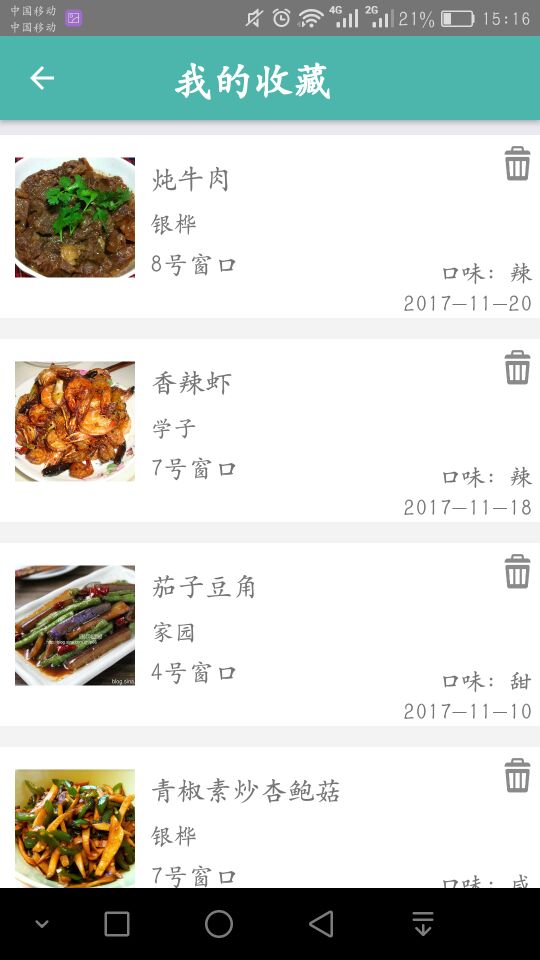 中国移动
中国移动
4G
2G
21%
15:16
我的收藏
炖牛肉
银桦
8号窗口
口味: 辣
2017-11-20
香辣虾
学子
7号窗口
口味: 辣
2017-11-18
茄子豆角
家园
4号窗口
口味: 甜
2017-11-10
blog.sina
青椒素炒杏鲍菇
银桦
7号窗口
口味: 咸